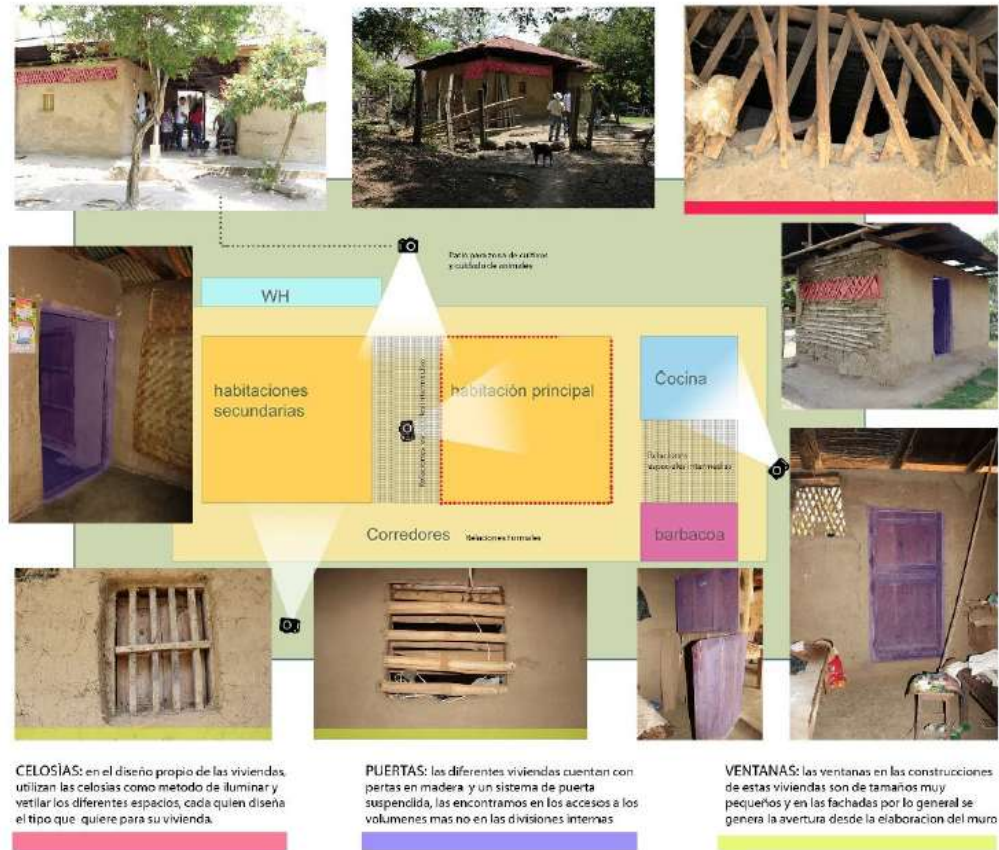 Patio para zona de cultivos
y cuidado de animales
WH
habitaciones
secundarias
habitación principal
Cocina
Relaciones
espaciales intermedias
Corredores
Relaciones formales
barbacoa
CELOSÌAS: en el diseño propio de las viviendas,
utilizan las celosias como metodo de iluminar y
vetilar los diferentes espacios, cada quien diseña
el tipo que quiere para su vivienda.
PUERTAS: las diferentes viviendas cuentan con
pertas en madera y un sistema de puerta
suspendida, las encontramos en los accesos a los
volumenes mas no en las divisiones internas
VENTANAS: las ventanas en las construcciones
de estas viviendas son de tamaños muy
pequeños y en las fachadas por lo general se
genera la avertura desde la elaboracion del muro